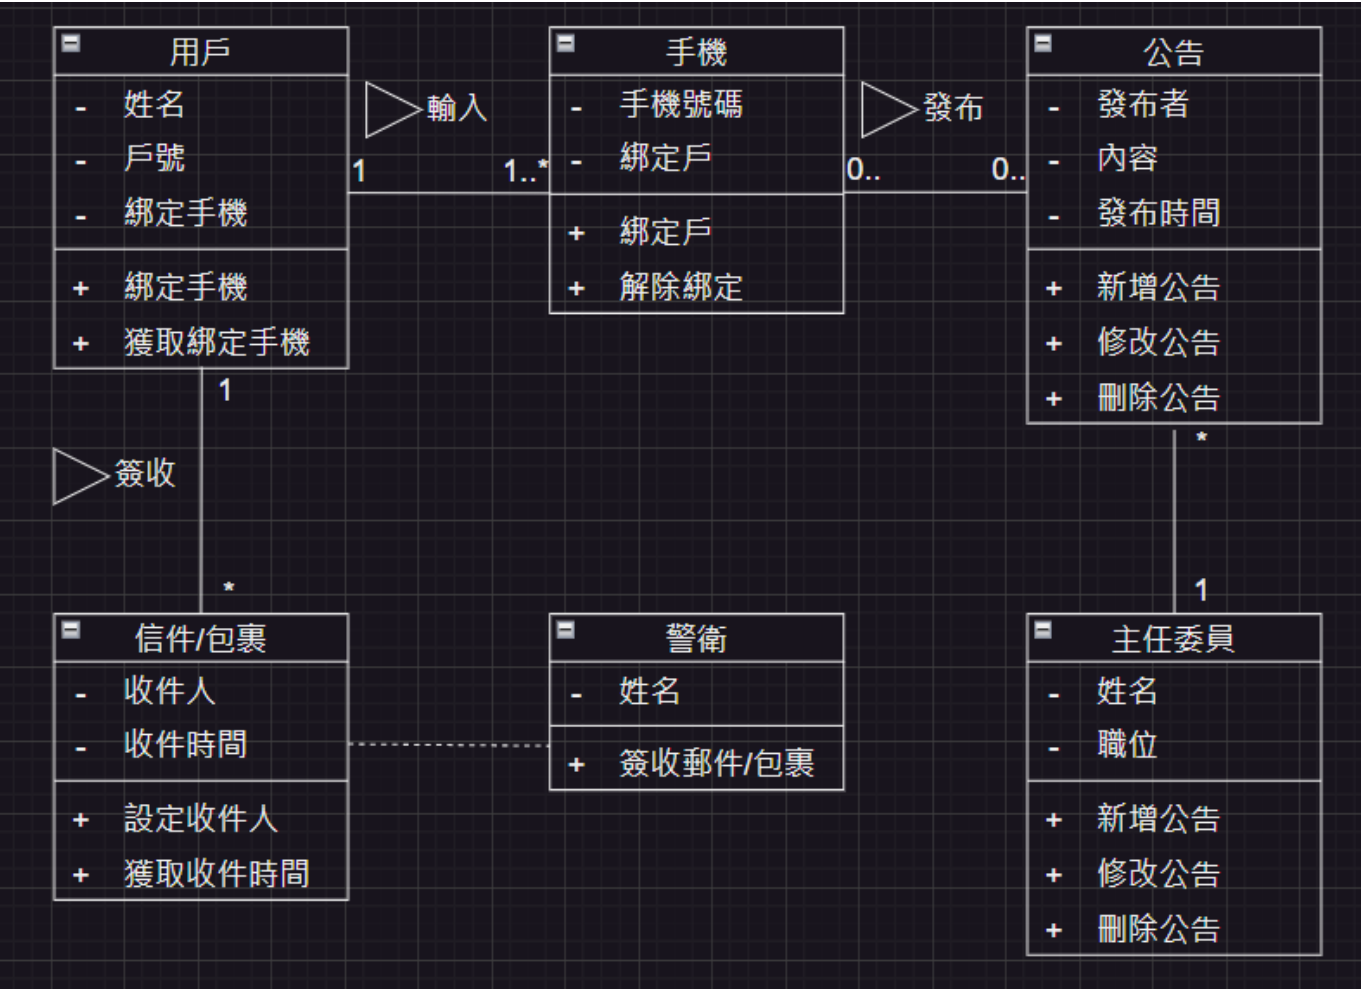 用戶
- 姓名
- 戶號
- 綁定手機
+ 綁定手機
+ 獲取綁定手機
輸入
1
1..*
手機
- 手機號碼
- 綁定戶
+ 綁定戶
+ 解除綁定
發布
0..
0..
公告
- 發布者
- 內容
- 發布時間
+ 新增公告
+ 修改公告
+ 刪除公告
1
簽收
*
*
1
信件/包裹
- 收件人
- 收件時間
+ 設定收件人
+ 獲取收件時間
警衛
- 姓名
+ 簽收郵件/包裹
主任委員
- 姓名
- 職位
+ 新增公告
+ 修改公告
+ 刪除公告